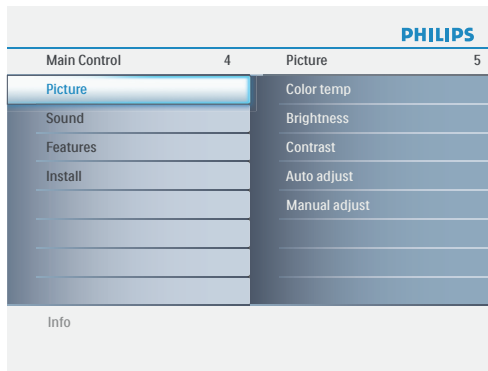 PHILIPS
Main Control 4
Picture 5
Picture
Sound
Features
Install
Color temp
Brightness
Contrast
Auto adjust
Manual adjust
Info